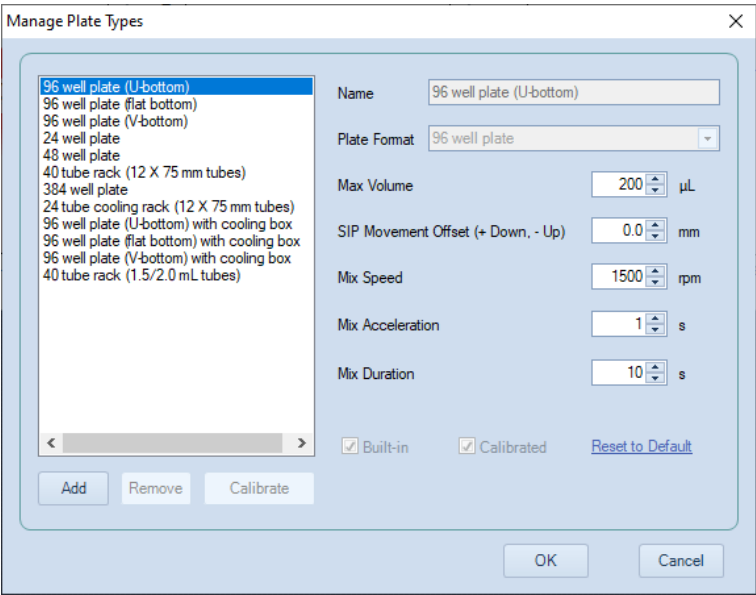 Manage Plate Types
96 well plate (U-bottom)
96 well plate (flat bottom)
96 well plate (V-bottom)
24 well plate
48 well plate
40 tube rack (12 X 75 mm tubes)
384 well plate
24 tube cooling rack (12 X 75 mm tubes)
96 well plate (U-bottom) with cooling box
96 well plate (flat bottom) with cooling box
96 well plate (V-bottom) with cooling box
40 tube rack (1.5/2.0 mL tubes)
Add Remove Calibrate
Name 96 well plate (U-bottom)
Plate Format 96 well plate
Max Volume 200 µL
SIP Movement Offset (+ Down, - Up) 0.0 mm
Mix Speed 1500 rpm
Mix Acceleration 1 s
Mix Duration 10 s
Built-in Calibrated Reset to Default
OK Cancel